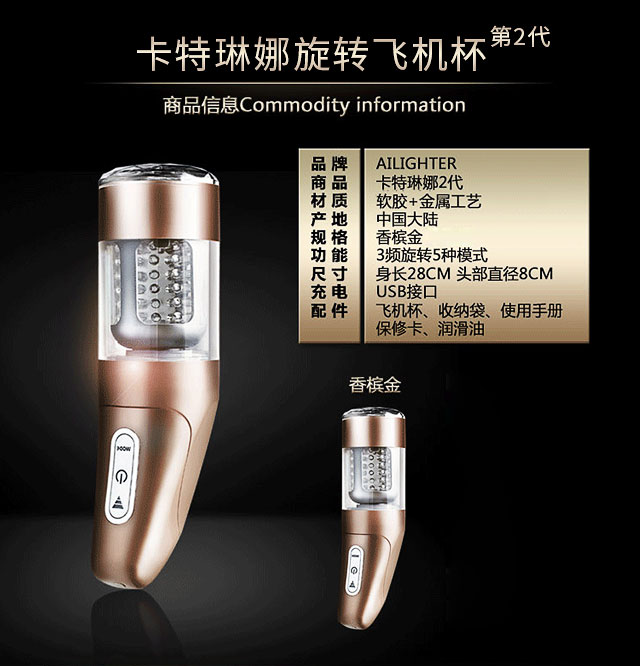 卡特琳娜旋转飞机杯第2代
商品信息Commodity information
品牌 AILIGHTER
商品 卡特琳娜2代
材质 软胶+金属工艺
产地 中国大陆
规格 香槟金
功能 3频旋转5种模式
尺寸 身长28CM 头部直径8CM
充电 USB接口
配件 飞机杯、收纳袋、使用手册
保修卡、润滑油
香槟金
MODE